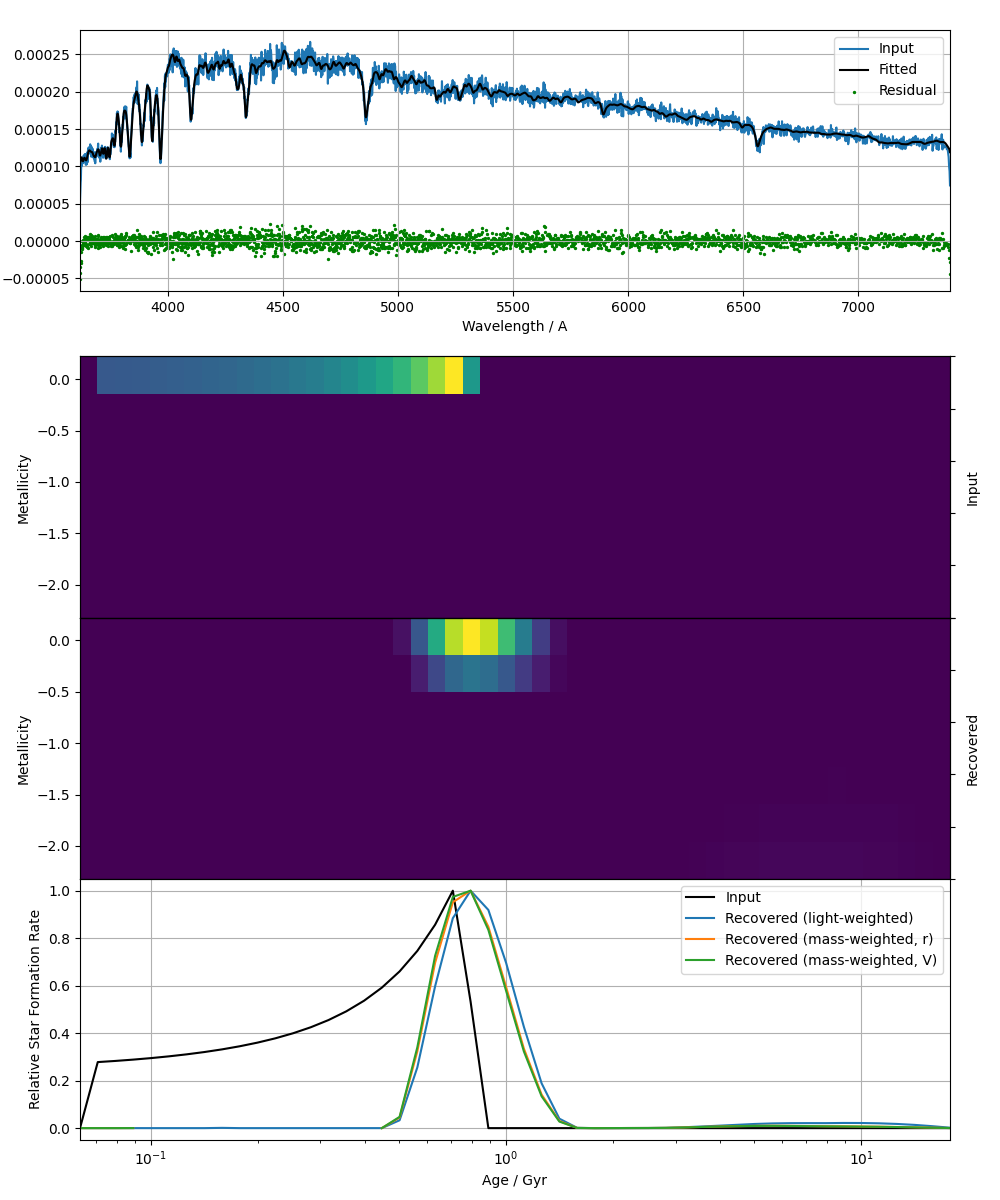 0.00025
0.00020
0.00015
0.00010
0.00005
0.00000
−0.00005
Input
Fitted
Residual
4000 4500 5000 5500 6000 6500 7000
Wavelength / A
0.0
−0.5
−1.0
−1.5
−2.0
Metallicity
Input
0.0
−0.5
−1.0
−1.5
−2.0
Metallicity
Recovered
1.0
0.8
0.6
0.4
0.2
0.0
Relative Star Formation Rate
Input
Recovered (light-weighted)
Recovered (mass-weighted, r)
Recovered (mass-weighted, V)
10⁻¹ 10⁰ 10¹
Age / Gyr